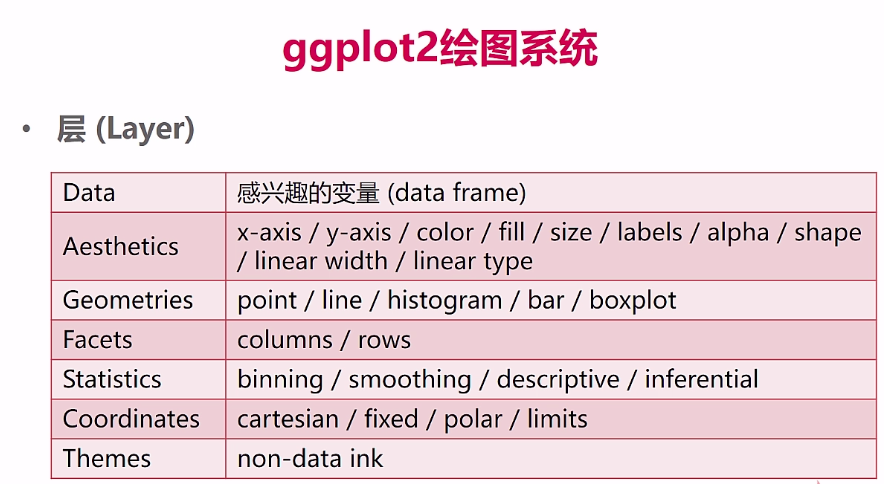 ggplot2绘图系统
• 层 (Layer)
Data 感兴趣的变量 (data frame)
Aesthetics x-axis / y-axis / color / fill / size / labels / alpha / shape
/ linear width / linear type
Geometries point / line / histogram / bar / boxplot
Facets columns / rows
Statistics binning / smoothing / descriptive / inferential
Coordinates cartesian / fixed / polar / limits
Themes non-data ink